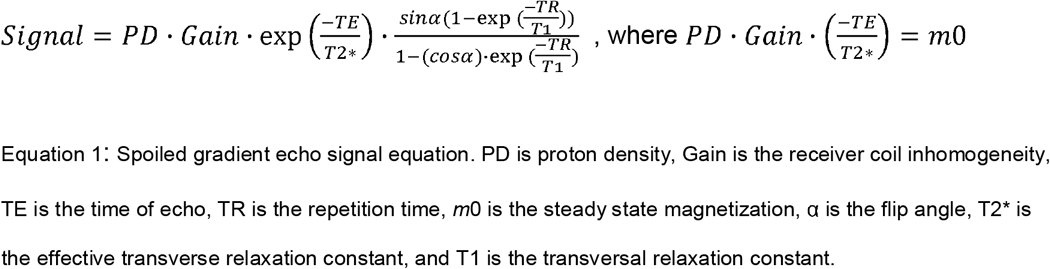 Signal = PD · Gain · exp (−TE/T2*) · sinα(1−exp (−TR/T1)) / 1−(cosα)·exp (−TR/T1) , where PD · Gain · (−TE/T2*) = m0
Equation 1: Spoiled gradient echo signal equation. PD is proton density, Gain is the receiver coil inhomogeneity,
TE is the time of echo, TR is the repetition time, m0 is the steady state magnetization, α is the flip angle, T2* is
the effective transverse relaxation constant, and T1 is the transversal relaxation constant.